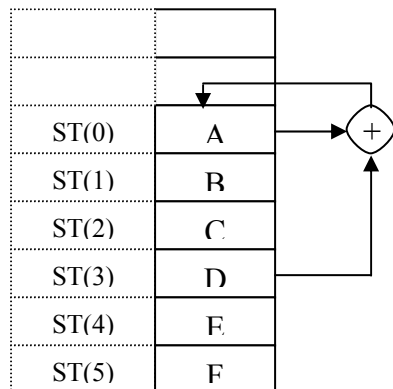 ST(0) A +
ST(1) B
ST(2) C
ST(3) D
ST(4) E
ST(5) F